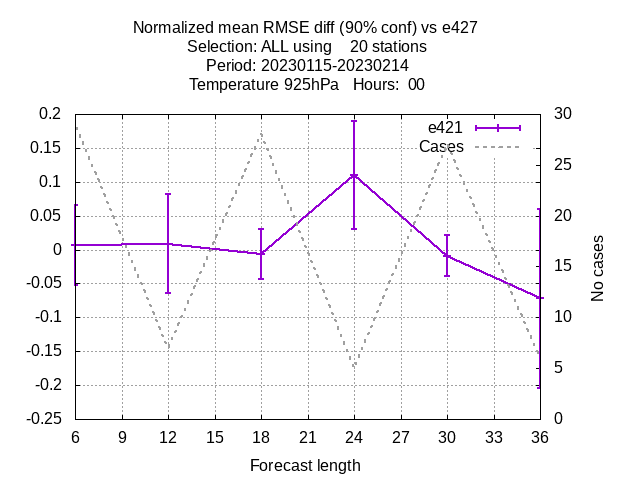 Normalized mean RMSE diff (90% conf) vs e427
Selection: ALL using    20 stations
Period: 20230115-20230214
Temperature 925hPa   Hours:  00
e421
Cases
0.2
0.15
0.1
0.05
0
-0.05
-0.1
-0.15
-0.2
-0.25
30
25
20
15
10
5
0
No cases
6 9 12 15 18 21 24 27 30 33 36
Forecast length